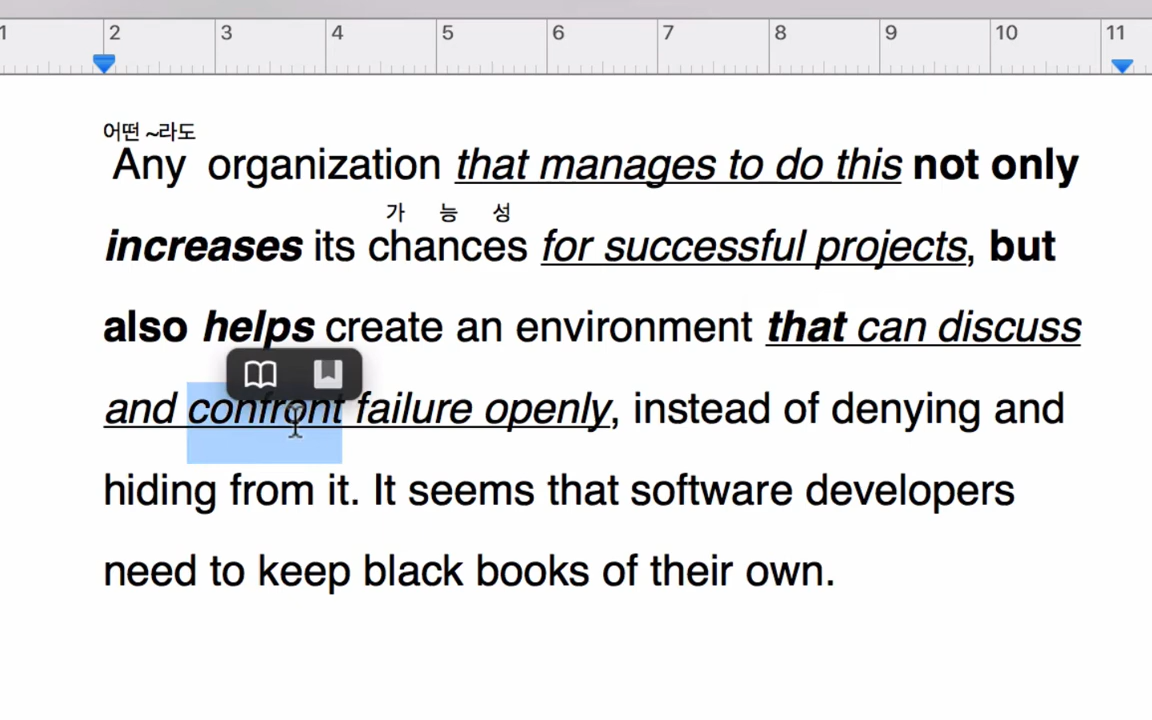 1 2 3 4 5 6 7 8 9 10 11
어떤 ~라도
Any organization that manages to do this not only
가 능 성
increases its chances for successful projects, but
also helps create an environment that can discuss
and confront failure openly, instead of denying and
hiding from it. It seems that software developers
need to keep black books of their own.